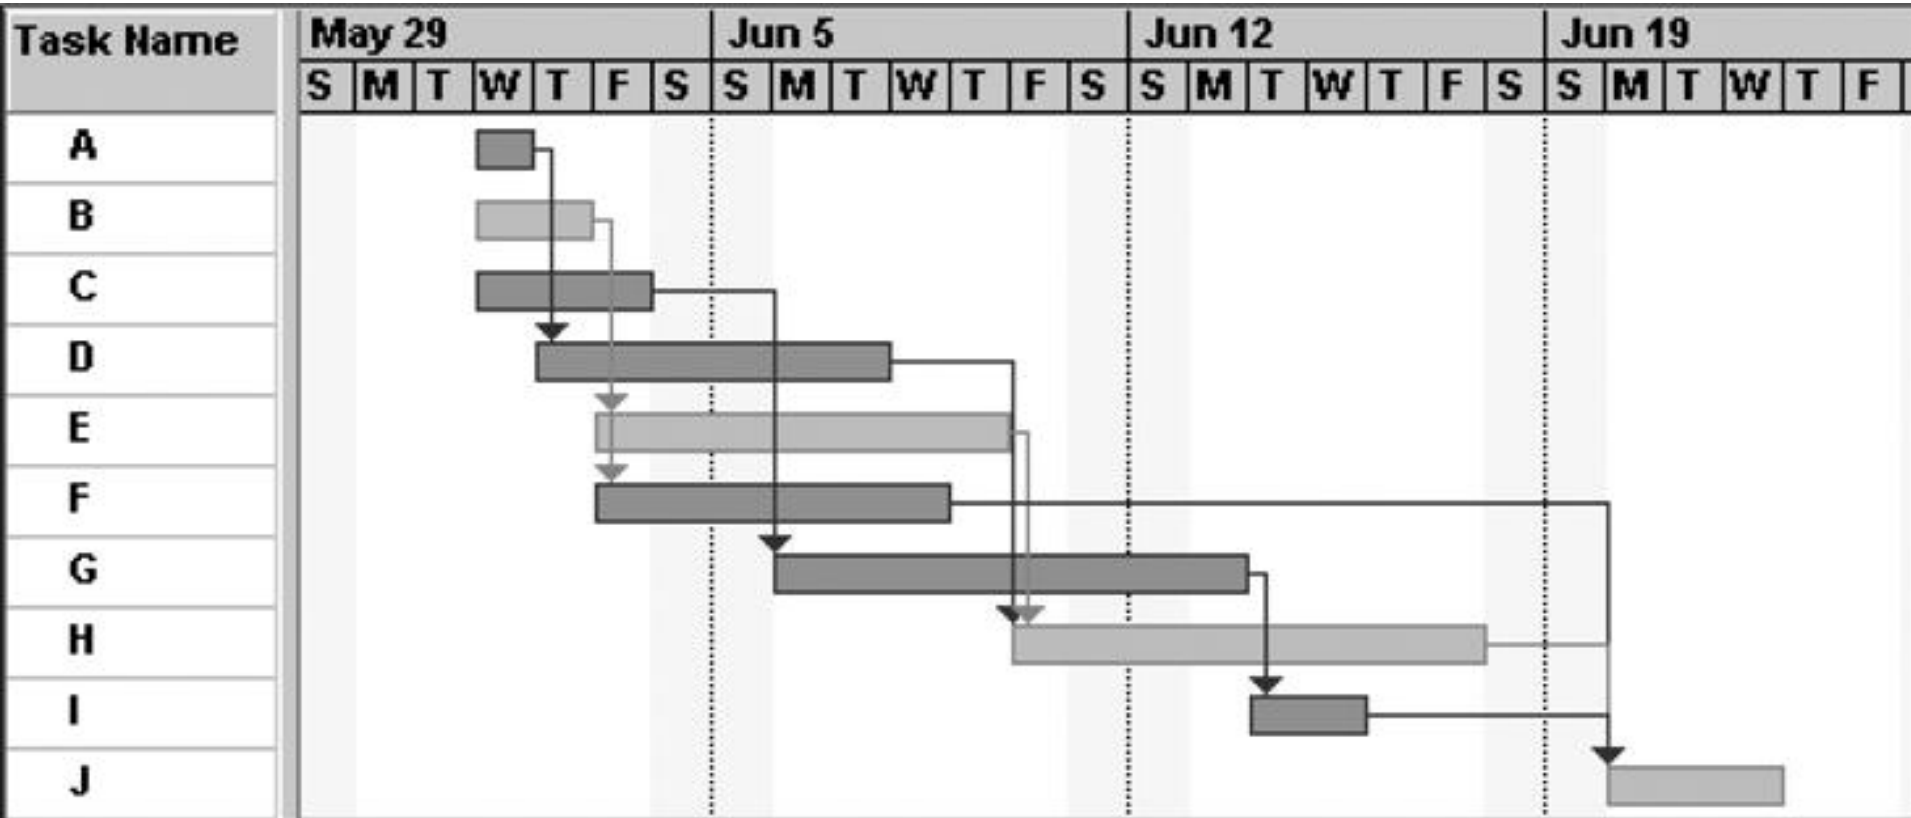 Task Name
May 29 Jun 5 Jun 12 Jun 19
S M T W T F S S M T W T F S S M T W T F S S M T W T F
A
B
C
D
E
F
G
H
I
J